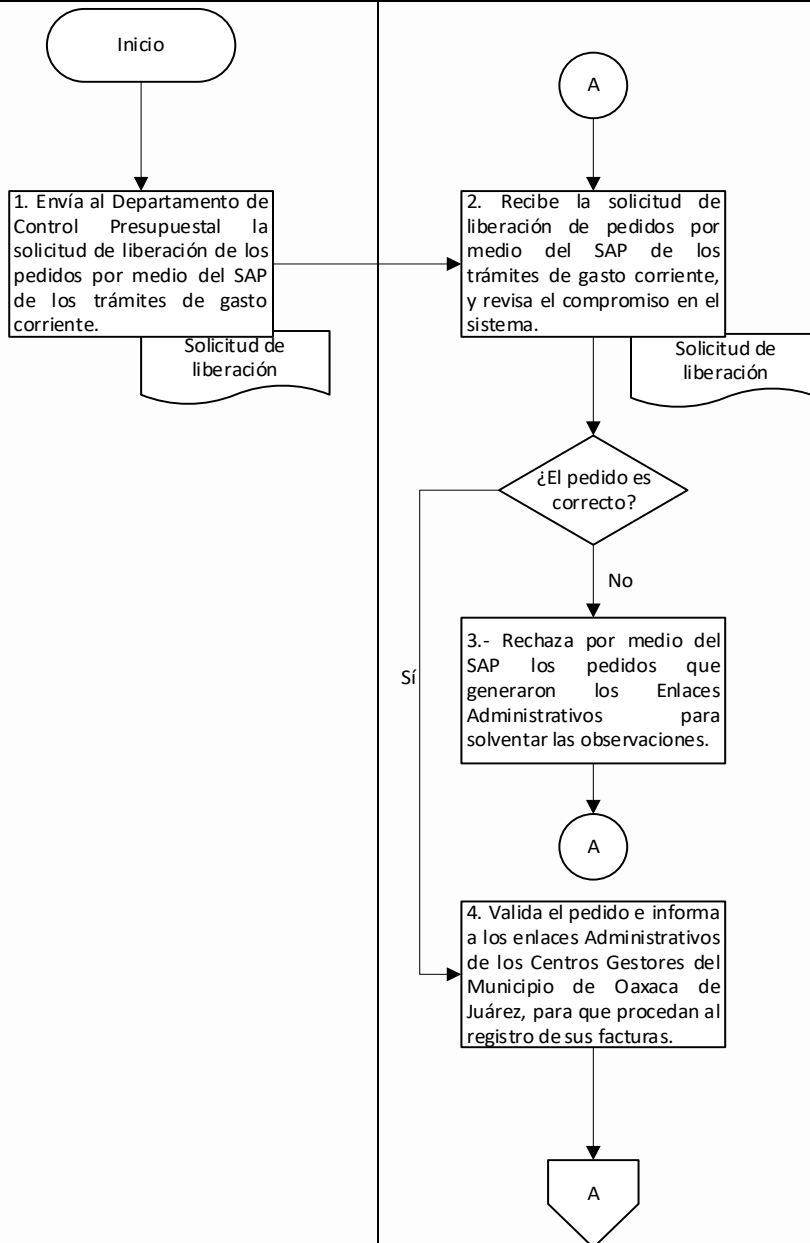 Inicio
1. Envía al Departamento de
Control Presupuestal la
solicitud de liberación de los
pedidos por medio del SAP
de los trámites de gasto
corriente.
Solicitud de
liberación
A
2. Recibe la solicitud de
liberación de pedidos por
medio del SAP de los
trámites de gasto corriente,
y revisa el compromiso en el
sistema.
Solicitud de
liberación
¿El pedido es
correcto?
No
Sí
3.- Rechaza por medio del
SAP los pedidos que
generaron los Enlaces
Administrativos para
solventar las observaciones.
A
4. Valida el pedido e informa
a los enlaces Administrativos
de los Centros Gestores del
Municipio de Oaxaca de
Juárez, para que procedan al
registro de sus facturas.
A